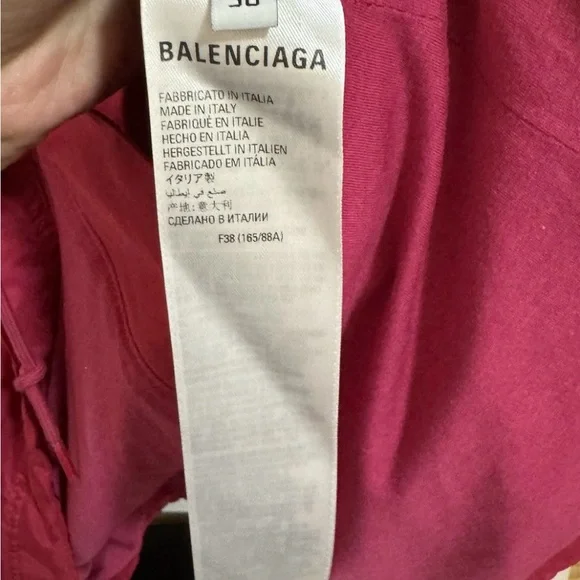 BALENCIAGA
FABBRICATO IN ITALIA
MADE IN ITALY
FABRIQUÉ EN ITALIE
HECHO EN ITALIA
HERGESTELLT IN ITALIEN
FABRICADO EM ITÁLIA
イタリア製
صنع في إيطاليا
产地:意大利
СДЕЛАНО В ИТАЛИИ
F38 (165/88A)